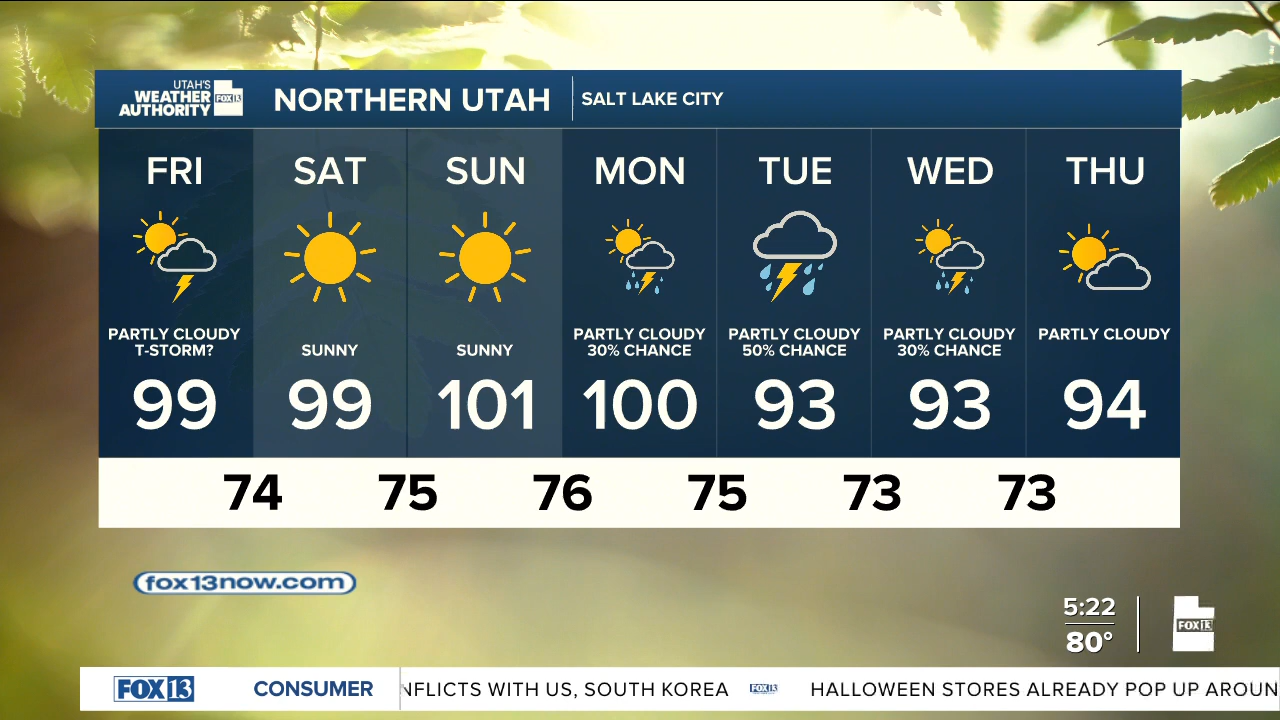 UTAH'S
WEATHER
AUTHORITY
FOX 13
NORTHERN UTAH
SALT LAKE CITY
FRI
SAT
SUN
MON
TUE
WED
THU
PARTLY CLOUDY
T-STORM?
SUNNY
SUNNY
PARTLY CLOUDY
30% CHANCE
PARTLY CLOUDY
50% CHANCE
PARTLY CLOUDY
30% CHANCE
PARTLY CLOUDY
99
99
101
100
93
93
94
74
75
76
75
73
73
fox13now.com
5:22
80°
FOX 13
FOX 13
CONSUMER
NFLICTS WITH US, SOUTH KOREA
FOX 13
HALLOWEEN STORES ALREADY POP UP AROUN